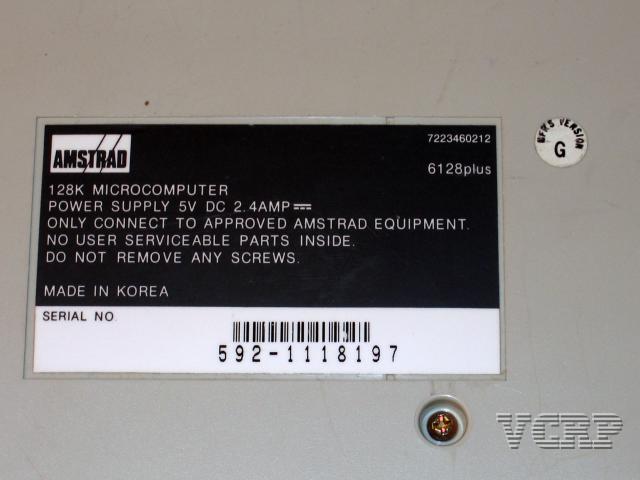 AMSTRAD
7223460212
6128plus
128K MICROCOMPUTER
POWER SUPPLY 5V DC 2.4AMP
ONLY CONNECT TO APPROVED AMSTRAD EQUIPMENT.
NO USER SERVICEABLE PARTS INSIDE.
DO NOT REMOVE ANY SCREWS.
MADE IN KOREA
SERIAL NO.
592-1118197
VERSION
G
VCRP